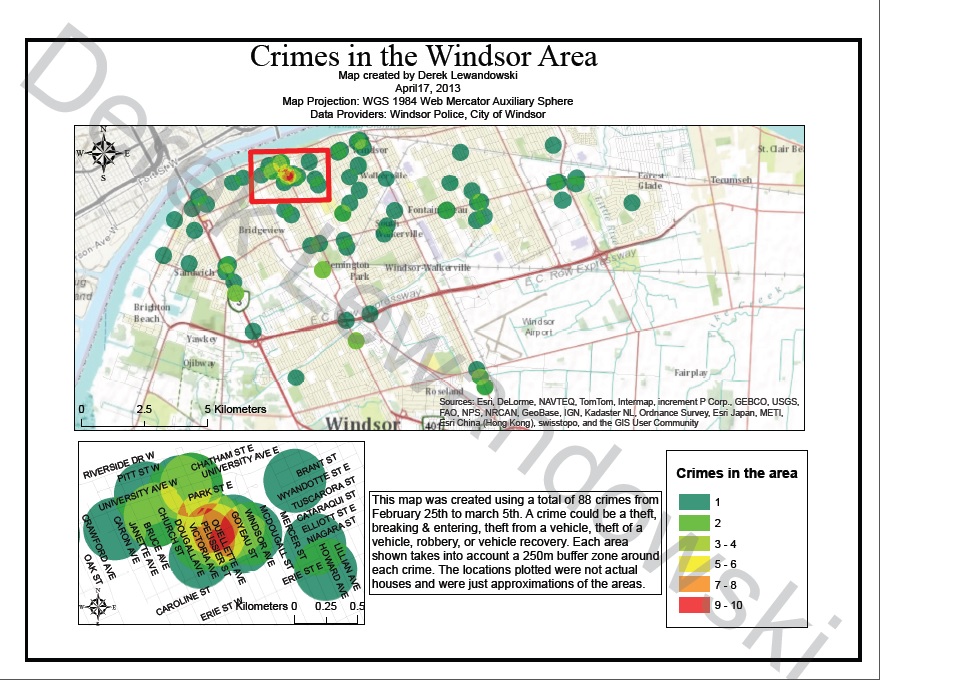 Crimes in the Windsor Area
Map created by Derek Lewandowski
April17, 2013
Map Projection: WGS 1984 Web Mercator Auxiliary Sphere
Data Providers: Windsor Police, City of Windsor
Derek Lewandowski
N
W E
S
Windsor
St. Clair Be
Walkerville
Forest
Glade
Tecumseh
Bridgeview
South
Walkerville
Little
River
Sandwich
Remington
Park
Windsor-Walkerville
E C Row Expressway
E C
pressway
Creek
Brighton
Beach
3
Windsor
Airport
Yawkey
Ojibway
Fairplay
Roseland
0 2.5 5 Kilometers
Windsor
401
Sources: Esri, DeLorme, NAVTEQ, TomTom, Intermap, increment P Corp., GEBCO, USGS,
FAO, NPS, NRCAN, GeoBase, IGN, Kadaster NL, Ordnance Survey, Esri Japan, METI,
Esri China (Hong Kong), swisstopo, and the GIS User Community
RIVERSIDE DR W
PITT ST W
CHATHAM ST E
UNIVERSITY AVE E
UNIVERSITY AVE W
PARK ST E
BRANT ST
WYANDOTTE ST E
TUSCARORA ST
CATARAQUI ST
ELLIOTT ST E
NIAGARA ST
CRAWFORD AVE
CARON AVE
JANETTE AVE
BRUCE AVE
CHURCH ST
DOUGALL AVE
VICTORIA AVE
PELISSIER ST
OUELLETTE AVE
GOYEAU ST
WINDSOR AVE
MCDOUGALL ST
MERCER ST
HOWARD AVE
LILLIAN AVE
OAK ST
ERIE ST E
CAROLINE ST
ERIE ST W
N
W E
S
Kilometers 0 0.25 0.5
This map was created using a total of 88 crimes from
February 25th to march 5th. A crime could be a theft,
breaking & entering, theft from a vehicle, theft of a
vehicle, robbery, or vehicle recovery. Each area
shown takes into account a 250m buffer zone around
each crime. The locations plotted were not actual
houses and were just approximations of the areas.
Crimes in the area
1
2
3 - 4
5 - 6
7 - 8
9 - 10